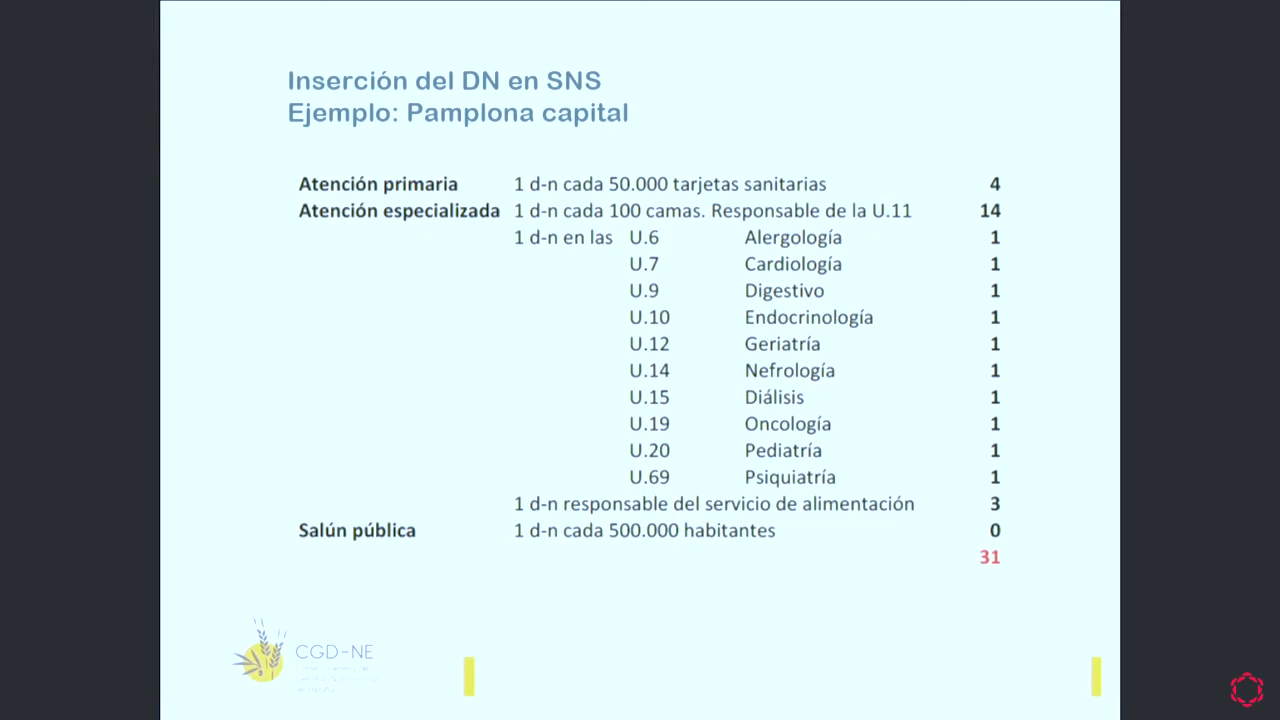 Inserción del DN en SNS
Ejemplo: Pamplona capital
Atención primaria 1 d-n cada 50.000 tarjetas sanitarias 4
Atención especializada 1 d-n cada 100 camas. Responsable de la U.11 14
1 d-n en las U.6 Alergología 1
U.7 Cardiología 1
U.9 Digestivo 1
U.10 Endocrinología 1
U.12 Geriatría 1
U.14 Nefrología 1
U.15 Diálisis 1
U.19 Oncología 1
U.20 Pediatría 1
U.69 Psiquiatría 1
1 d-n responsable del servicio de alimentación 3
Salún pública 1 d-n cada 500.000 habitantes 0
31
CGD-NE